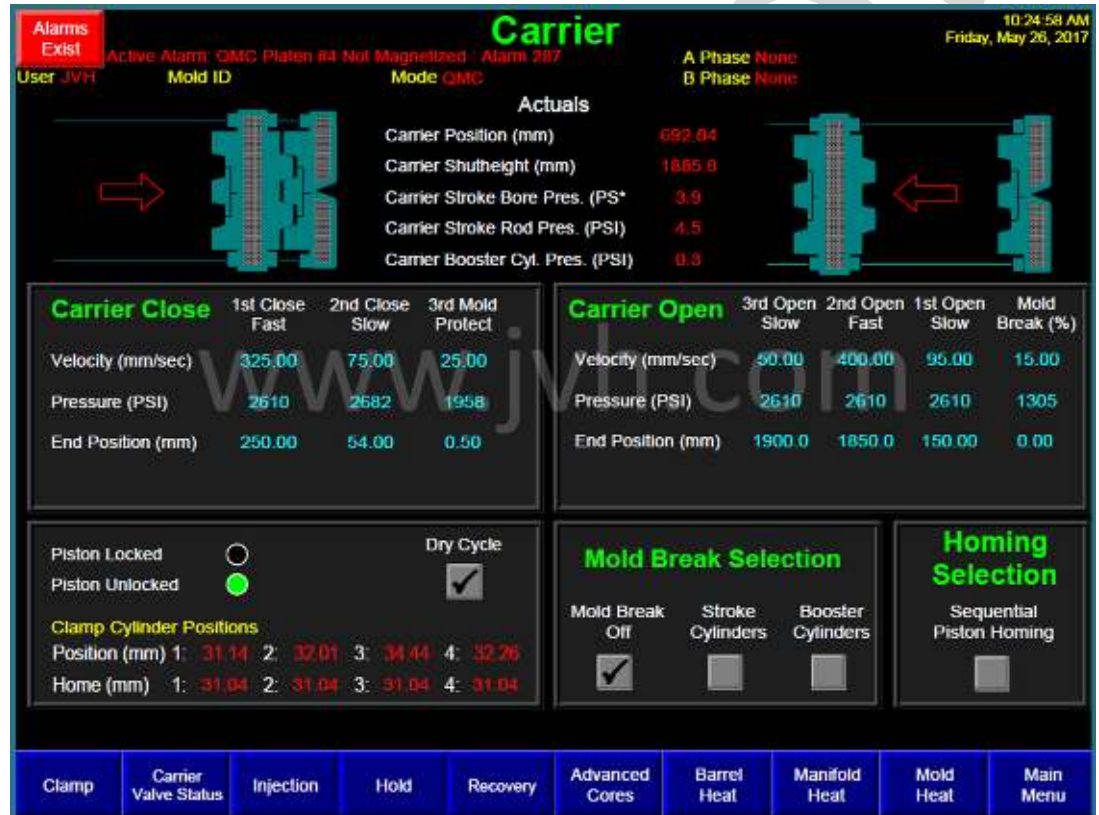 Alarms Exist
Carrier
10:24:58 AM
Friday, May 26, 2017
Active Alarm: QMC Platen #4 Not Magnetized : Alarm 287
A Phase None
User JVH Mold ID Mode QMC B Phase None
Actuals
Carrier Position (mm) 692.04
Carrier Shutheight (mm) 1885.8
Carrier Stroke Bore Pres. (PS* 3.9
Carrier Stroke Rod Pres. (PSI) 4.5
Carrier Booster Cyl. Pres. (PSI) 0.3
Carrier Close 1st Close Fast 2nd Close Slow 3rd Mold Protect
Velocity (mm/sec) 325.00 75.00 25.00
Pressure (PSI) 2610 2682 1958
End Position (mm) 250.00 54.00 0.50
Carrier Open 3rd Open Slow 2nd Open Fast 1st Open Slow Mold Break (%)
Velocity (mm/sec) 50.00 400.00 95.00 15.00
Pressure (PSI) 2610 2610 2610 1305
End Position (mm) 1900.0 1850.0 150.00 0.00
www.jvh.com
Piston Locked
Piston Unlocked
Dry Cycle
Clamp Cylinder Positions
Position (mm) 1: 31.14 2: 32.01 3: 34.44 4: 32.26
Home (mm) 1: 31.04 2: 31.04 3: 31.04 4: 31.04
Mold Break Selection
Mold Break Off Stroke Cylinders Booster Cylinders
Homing Selection
Sequential Piston Homing
Clamp Carrier Valve Status Injection Hold Recovery Advanced Cores Barrel Heat Manifold Heat Mold Heat Main Menu